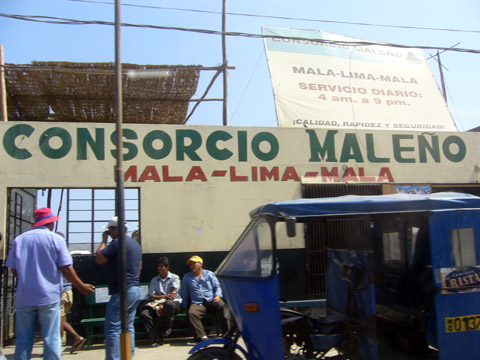 CONSORCIO MALEÑO
MALA-LIMA-MALA
SERVICIO DIARIO:
4 am. a 9 pm.
¡CALIDAD, RAPIDEZ Y SEGURIDAD!
CONSORCIO MALEÑO
MALA-LIMA-MALA